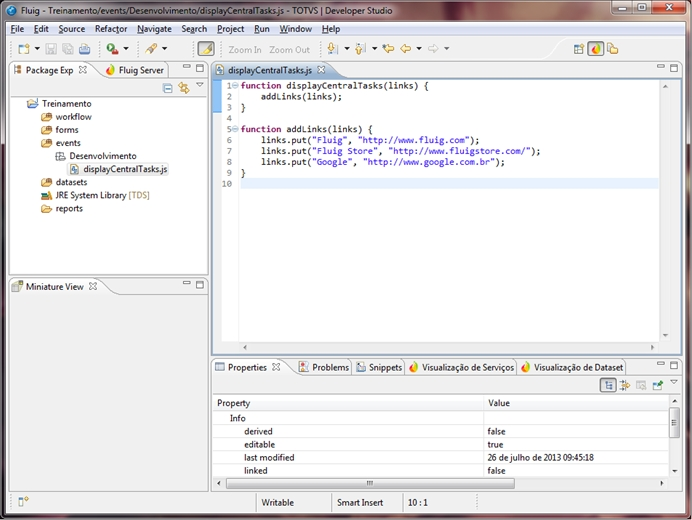 Fluig - Treinamento/events/Desenvolvimento/displayCentralTasks.js - TOTVS | Developer Studio
File Edit Source Refactor Navigate Search Project Run Window Help
Zoom In Zoom Out
Package Exp Fluig Server
Treinamento
workflow
forms
events
Desenvolvimento
displayCentralTasks.js
datasets
JRE System Library [TDS]
reports
Miniature View
displayCentralTasks.js
1 function displayCentralTasks(links) {
2 addLinks(links);
3 }
4
5 function addLinks(links) {
6 links.put("Fluig", "http://www.fluig.com");
7 links.put("Fluig Store", "http://www.fluigstore.com/");
8 links.put("Google", "http://www.google.com.br");
9 }
10
Properties Problems Snippets Visualização de Serviços Visualização de Dataset
Property Value
Info
derived false
editable true
last modified 26 de julho de 2013 09:45:18
linked false
Writable Smart Insert 10 : 1